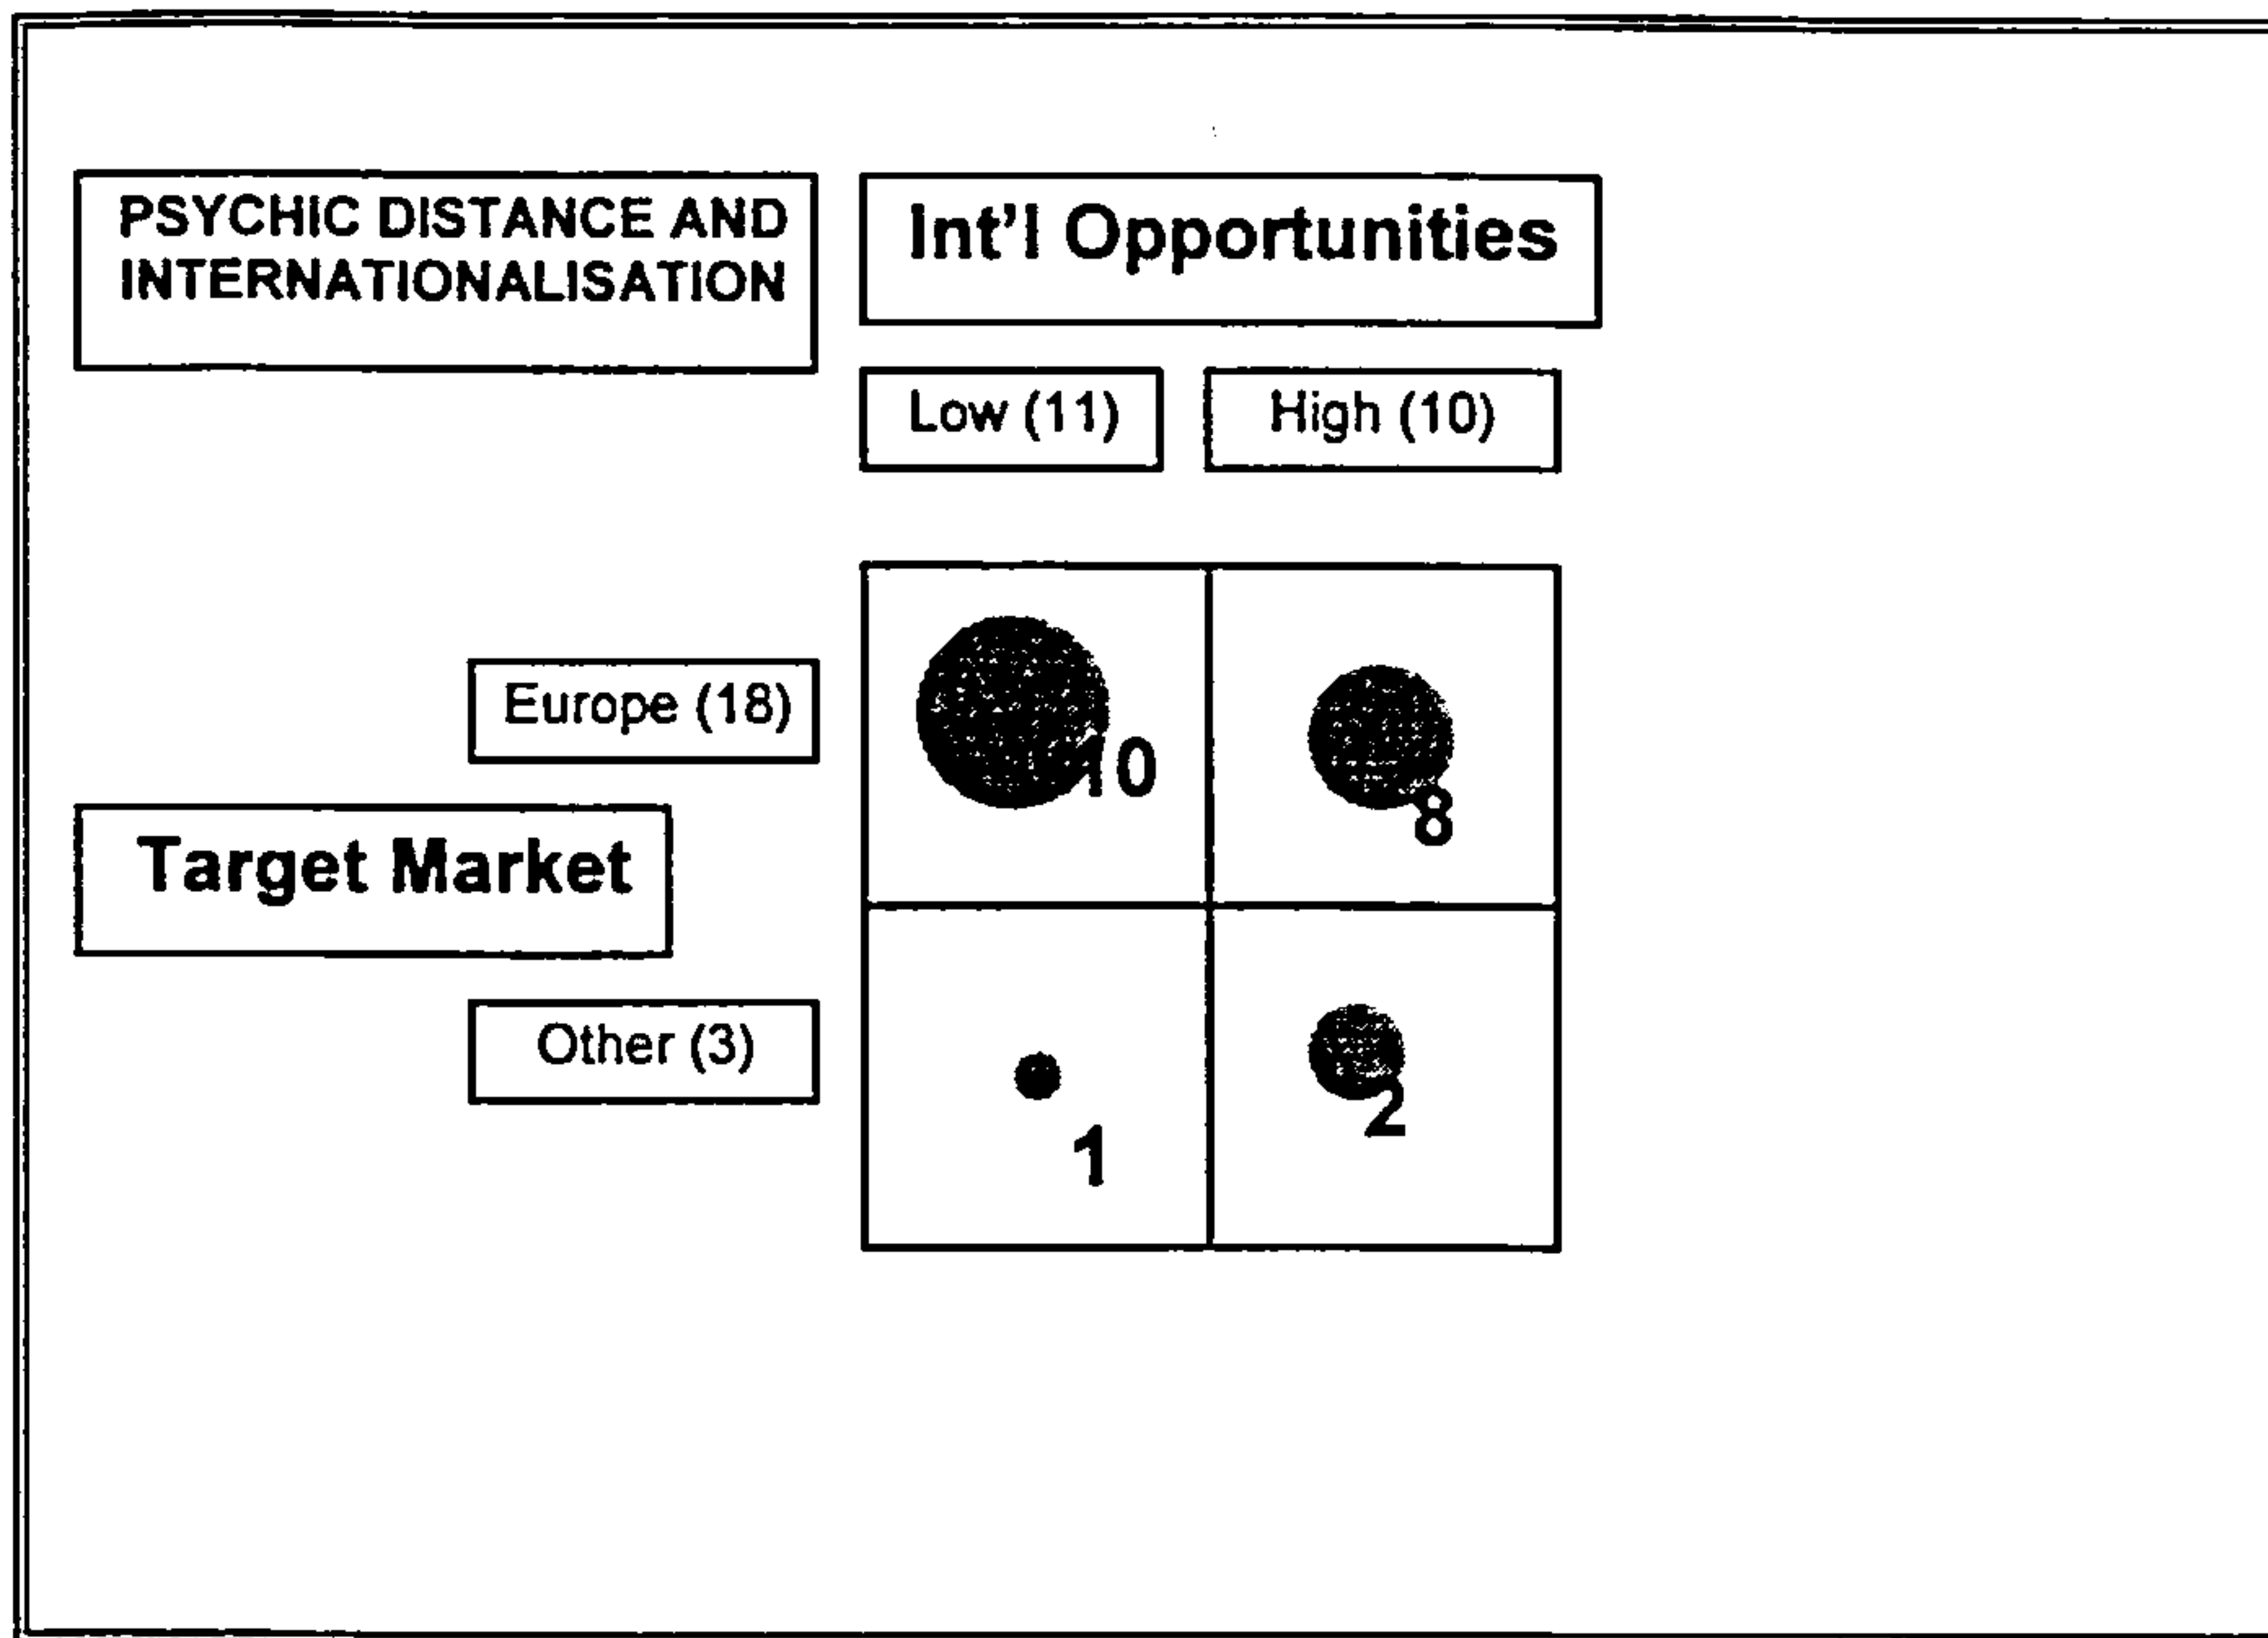 PSYCHIC DISTANCE AND
INTERNATIONALISATION
Int'l Opportunities
Low (11)
High (10)
Europe (18)
10
8
Target Market
Other (3)
1
2